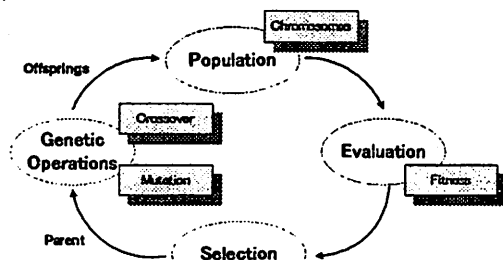 Chromosomes
Population
Offsprings
Crossover
Genetic
Operations
Mutation
Evaluation
Fitness
Parent
Selection